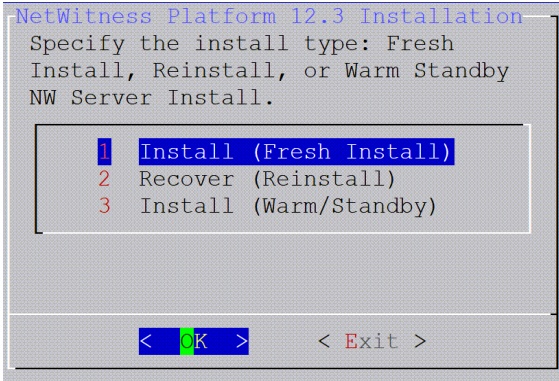 NetWitness Platform 12.3 Installation
Specify the install type: Fresh
Install, Reinstall, or Warm Standby
NW Server Install.
1 Install (Fresh Install)
2 Recover (Reinstall)
3 Install (Warm/Standby)
< OK > < Exit >